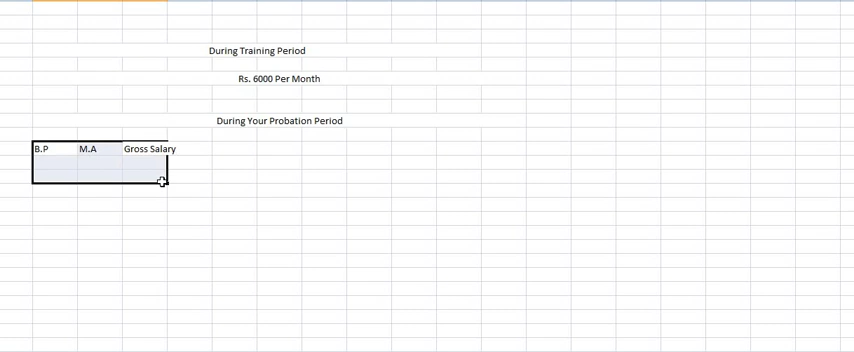 During Training Period
Rs. 6000 Per Month
During Your Probation Period
B.P M.A Gross Salary